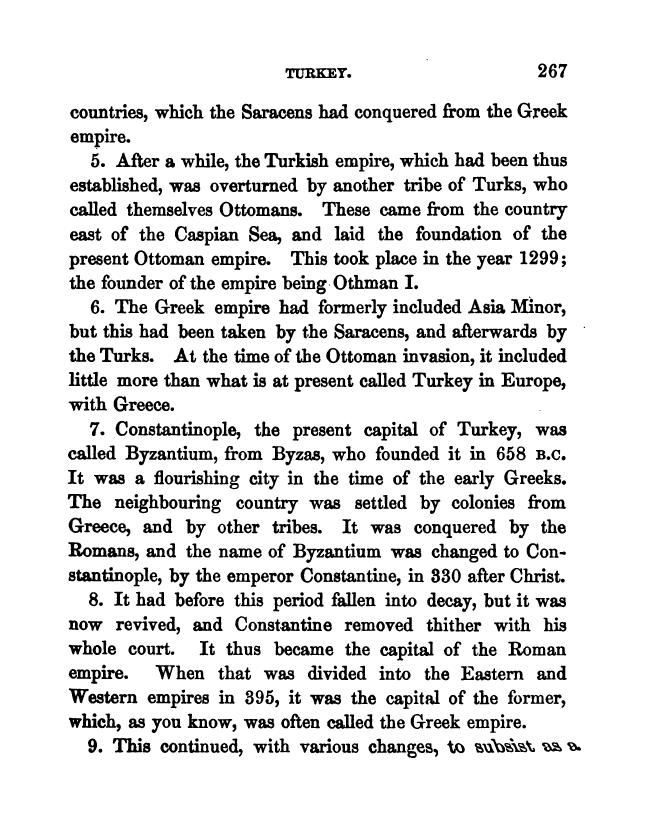 TURKEY. 267
countries, which the Saracens had conquered from the Greek
empire.
5. After a while, the Turkish empire, which had been thus
established, was overturned by another tribe of Turks, who
called themselves Ottomans. These came from the country
east of the Caspian Sea, and laid the foundation of the
present Ottoman empire. This took place in the year 1299;
the founder of the empire being Othman I.
6. The Greek empire had formerly included Asia Minor,
but this had been taken by the Saracens, and afterwards by
the Turks. At the time of the Ottoman invasion, it included
little more than what is at present called Turkey in Europe,
with Greece.
7. Constantinople, the present capital of Turkey, was
called Byzantium, from Byzas, who founded it in 658 B.C.
It was a flourishing city in the time of the early Greeks.
The neighbouring country was settled by colonies from
Greece, and by other tribes. It was conquered by the
Romans, and the name of Byzantium was changed to Con-
stantinople, by the emperor Constantine, in 330 after Christ.
8. It had before this period fallen into decay, but it was
now revived, and Constantine removed thither with his
whole court. It thus became the capital of the Roman
empire. When that was divided into the Eastern and
Western empires in 395, it was the capital of the former,
which, as you know, was often called the Greek empire.
9. This continued, with various changes, to subsist as a